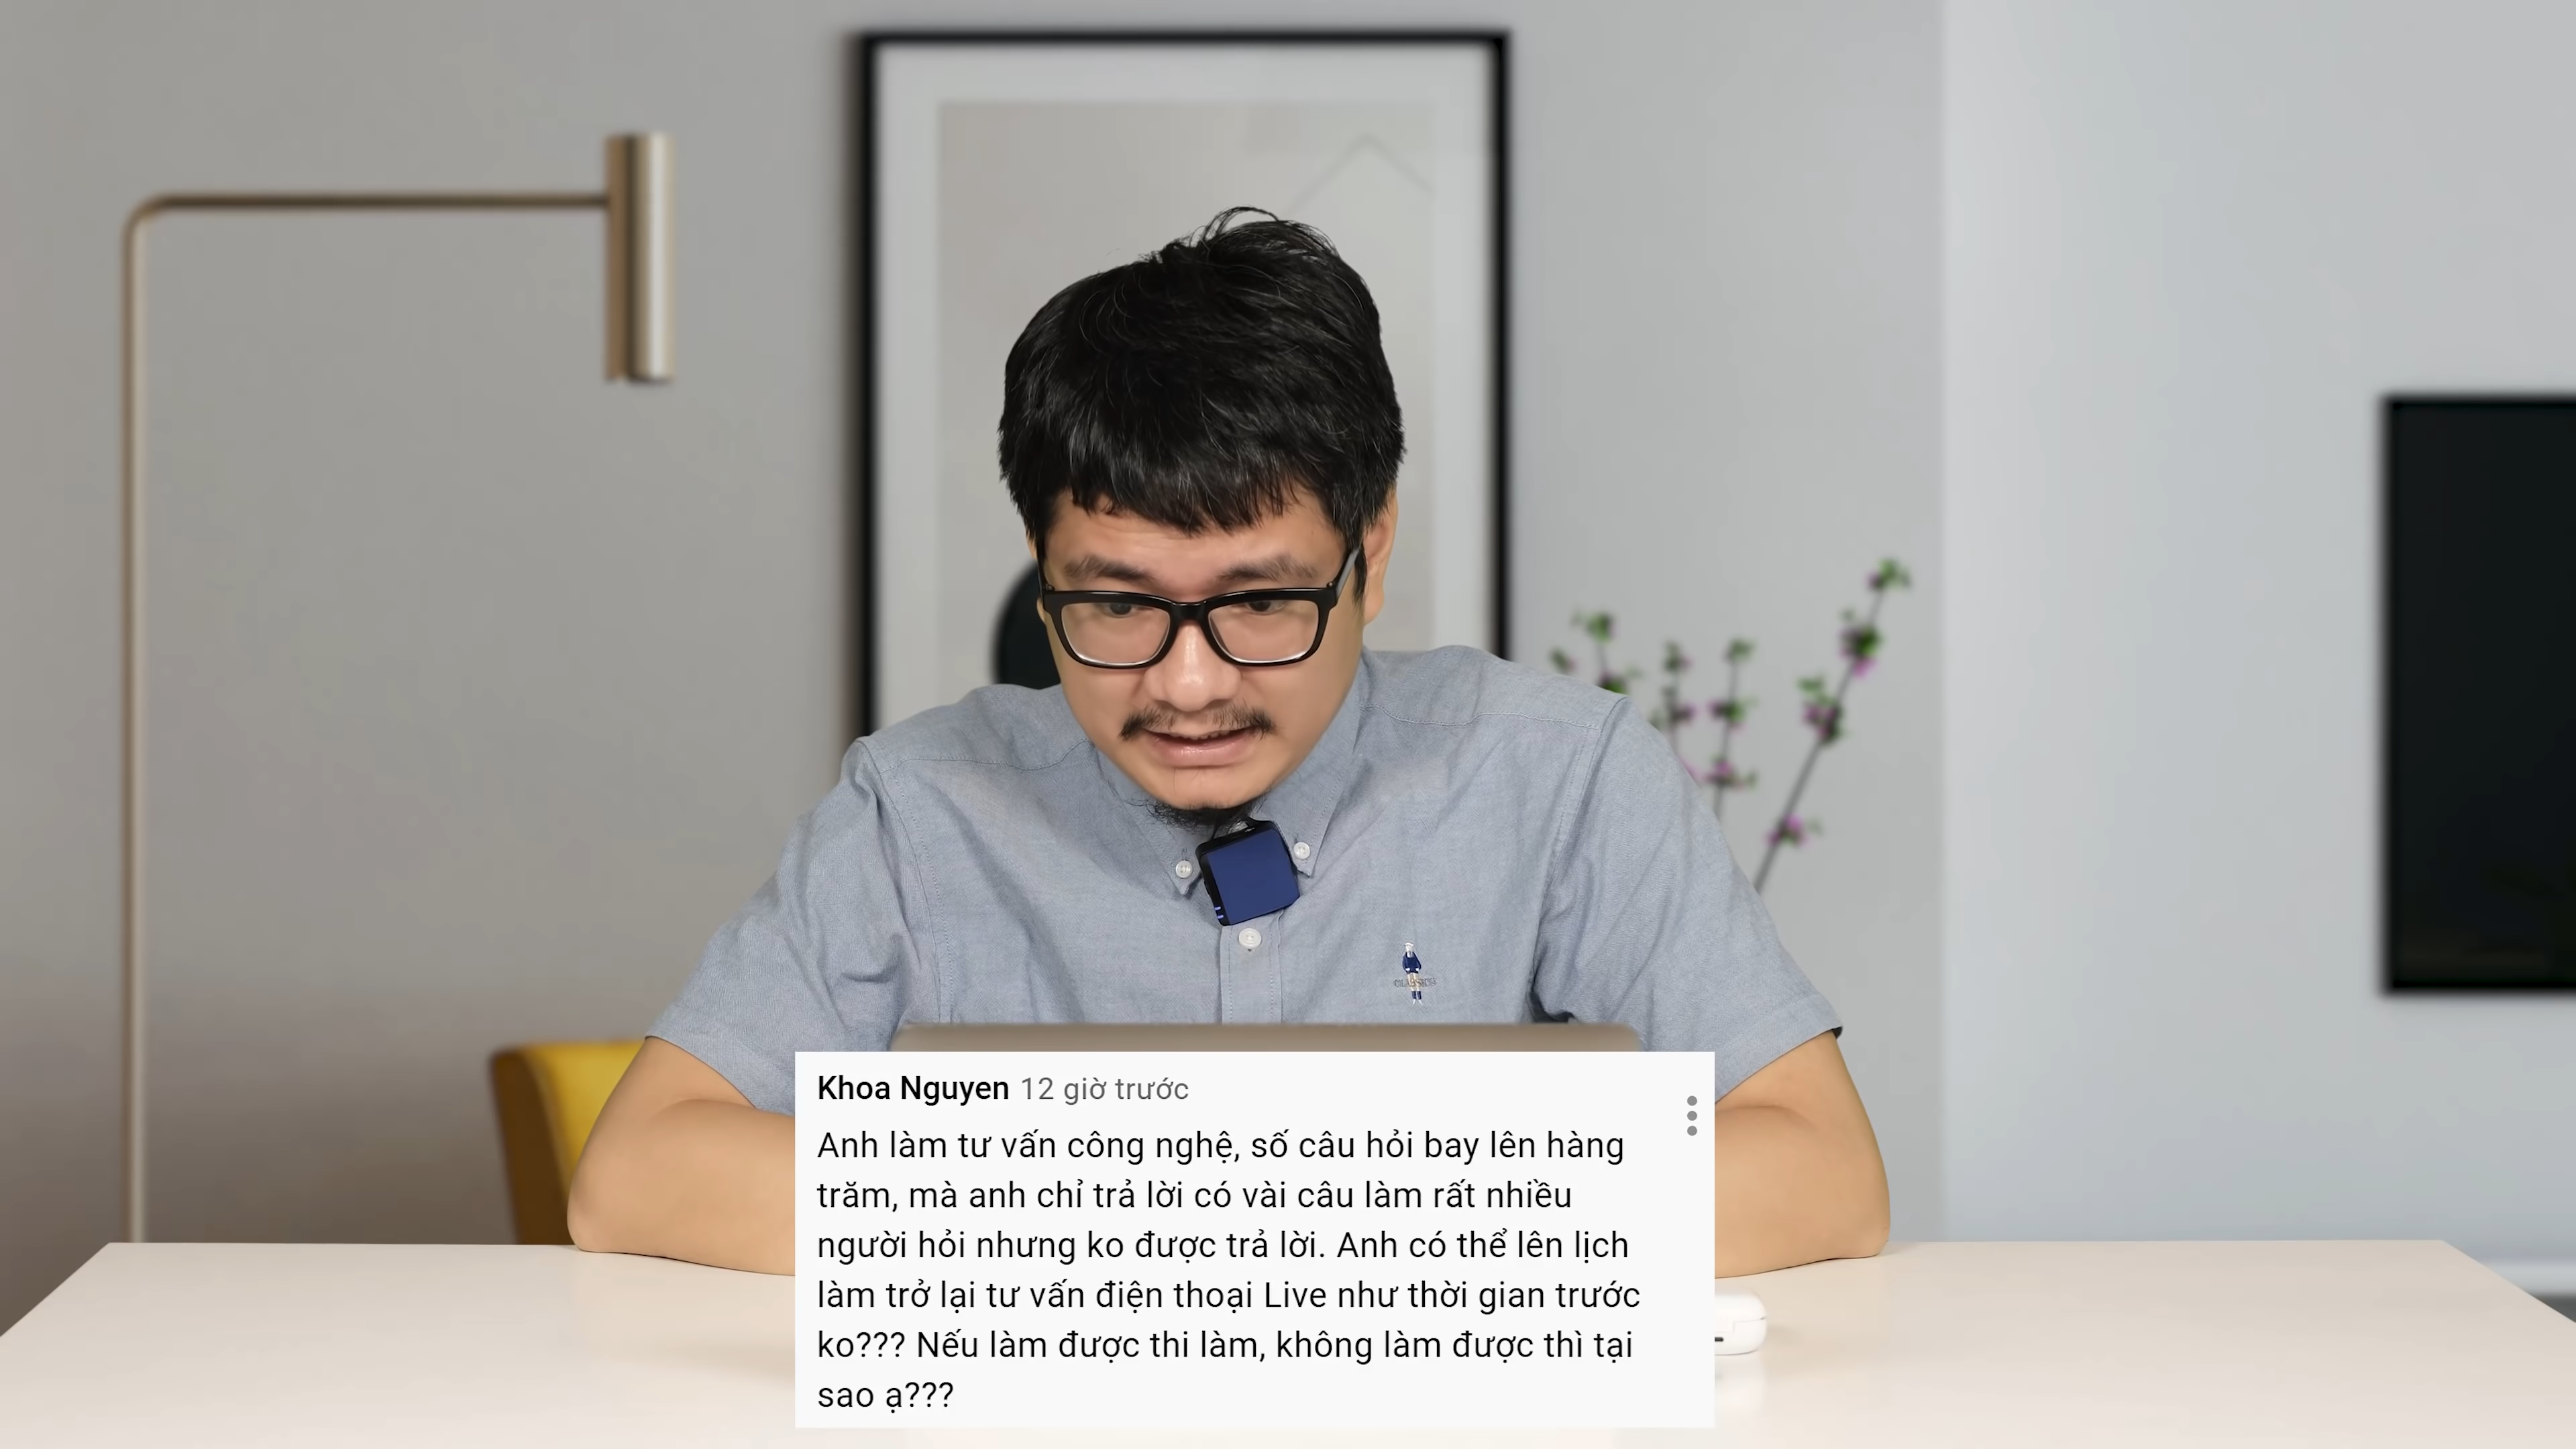 Khoa Nguyen 12 giờ trước
Anh làm tư vấn công nghệ, số câu hỏi bay lên hàng
trăm, mà anh chỉ trả lời có vài câu làm rất nhiều
người hỏi nhưng ko được trả lời. Anh có thể lên lịch
làm trở lại tư vấn điện thoại Live như thời gian trước
ko??? Nếu làm được thi làm, không làm được thì tại
sao ạ???